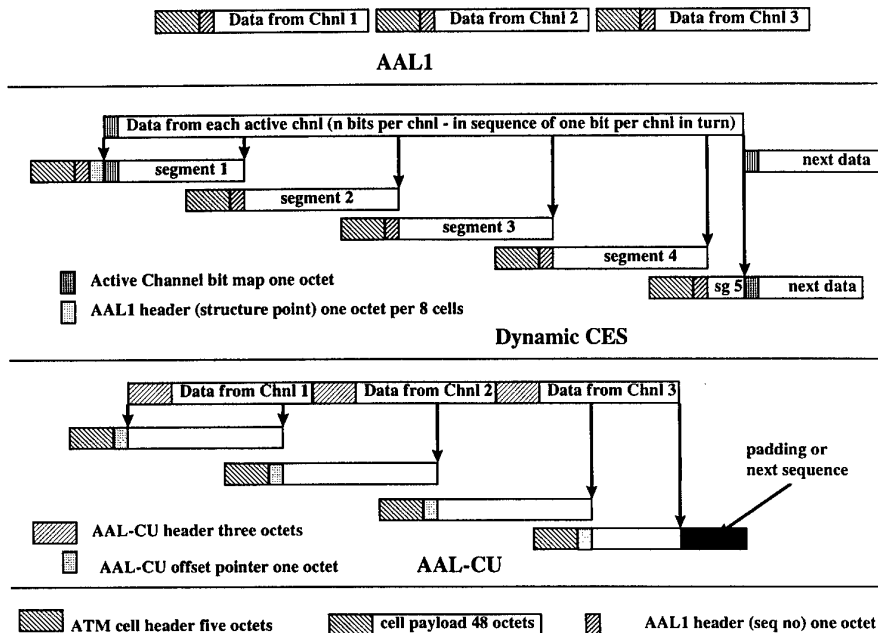 Data from Chnl 1
Data from Chnl 2
Data from Chnl 3
AAL1
Data from each active chnl (n bits per chnl - in sequence of one bit per chnl in turn)
segment 1
next data
segment 2
segment 3
segment 4
Active Channel bit map one octet
sg 5
next data
AAL1 header (structure point) one octet per 8 cells
Dynamic CES
Data from Chnl 1
Data from Chnl 2
Data from Chnl 3
padding or
next sequence
AAL-CU header three octets
AAL-CU offset pointer one octet
AAL-CU
ATM cell header five octets
cell payload 48 octets
AAL1 header (seq no) one octet